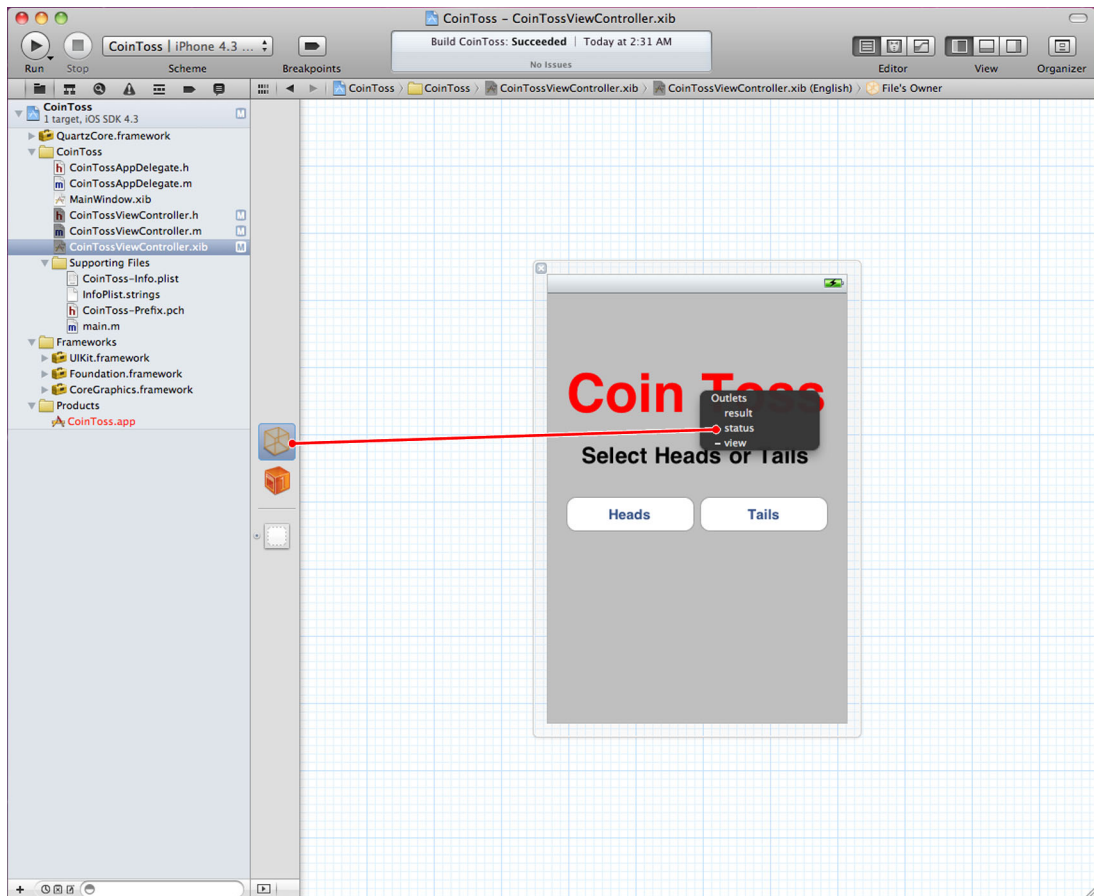 CoinToss – CoinTossViewController.xib
CoinToss | iPhone 4.3 ...
Build CoinToss: Succeeded | Today at 2:31 AM
No Issues
Run Stop Scheme Breakpoints Editor View Organizer
CoinToss
1 target, iOS SDK 4.3
CoinToss CoinToss CoinTossViewController.xib CoinTossViewController.xib (English) File's Owner
QuartzCore.framework
CoinToss
h CoinTossAppDelegate.h
m CoinTossAppDelegate.m
MainWindow.xib
h CoinTossViewController.h M
m CoinTossViewController.m M
CoinTossViewController.xib M
Supporting Files
CoinToss-Info.plist
InfoPlist.strings
h CoinToss-Prefix.pch
m main.m
Frameworks
UIKit.framework
Foundation.framework
CoreGraphics.framework
Products
CoinToss.app
Coin Toss
Outlets
result
status
– view
Select Heads or Tails
Heads Tails